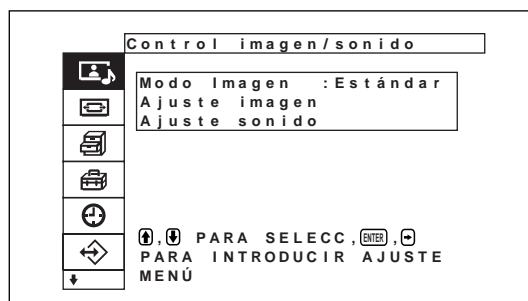 Control imagen/sonido
Modo Imagen :Estándar
Ajuste imagen
Ajuste sonido
, PARA SELECC, ENTER ,
PARA INTRODUCIR AJUSTE
MENÚ